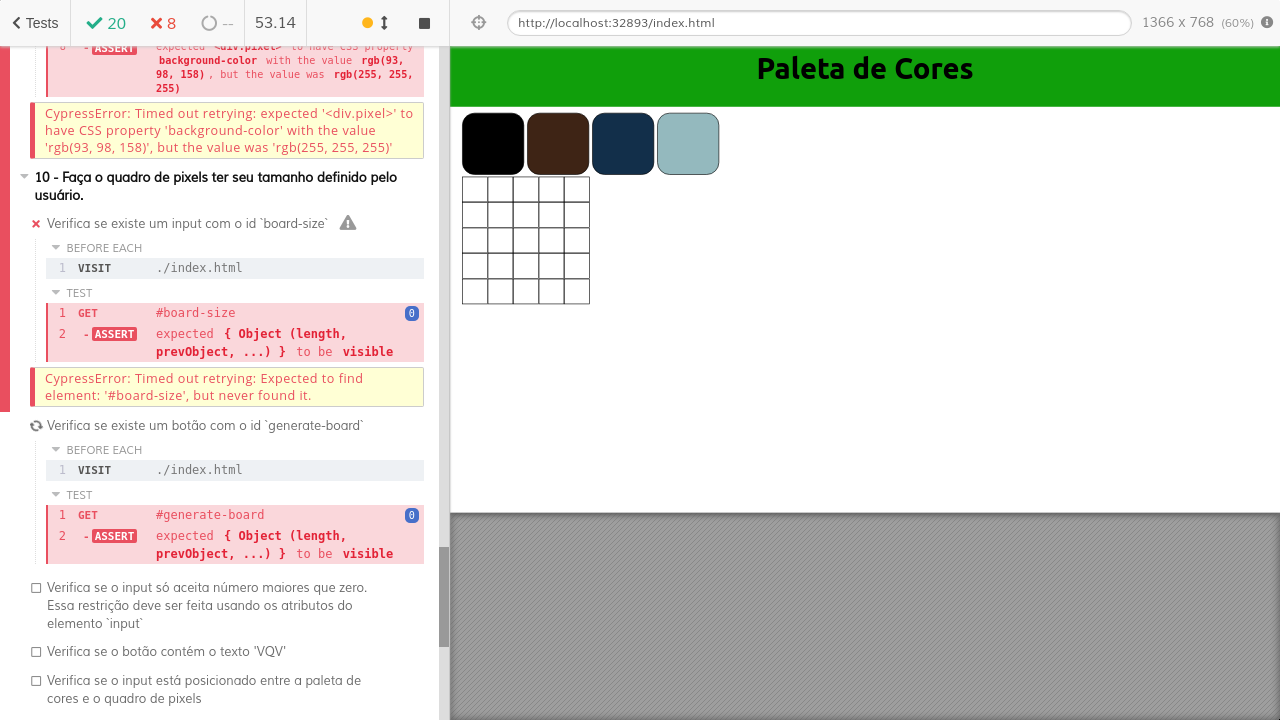 Tests 20 8 -- 53.14 http://localhost:32893/index.html 1366 x 768 (60%)
- ASSERT expected <div.pixel> to have CSS property
background-color with the value rgb(93,
98, 158), but the value was rgb(255, 255,
255)
CypressError: Timed out retrying: expected '<div.pixel>' to
have CSS property 'background-color' with the value
'rgb(93, 98, 158)', but the value was 'rgb(255, 255, 255)'
10 - Faça o quadro de pixels ter seu tamanho definido pelo
usuário.
Verifica se existe um input com o id `board-size`
BEFORE EACH
1 VISIT ./index.html
TEST
1 GET #board-size 0
2 - ASSERT expected { Object (length,
prevObject, ...) } to be visible
CypressError: Timed out retrying: Expected to find
element: '#board-size', but never found it.
Verifica se existe um botão com o id `generate-board`
BEFORE EACH
1 VISIT ./index.html
TEST
1 GET #generate-board 0
2 - ASSERT expected { Object (length,
prevObject, ...) } to be visible
Verifica se o input só aceita número maiores que zero.
Essa restrição deve ser feita usando os atributos do
elemento `input`
Verifica se o botão contém o texto 'VQV'
Verifica se o input está posicionado entre a paleta de
cores e o quadro de pixels
Paleta de Cores